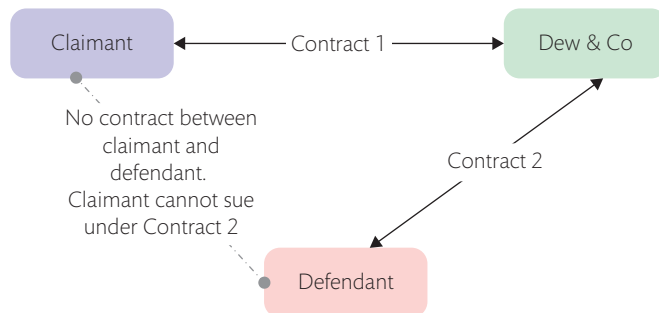 Claimant
Contract 1
Dew & Co
No contract between
claimant and
defendant.
Claimant cannot sue
under Contract 2
Contract 2
Defendant